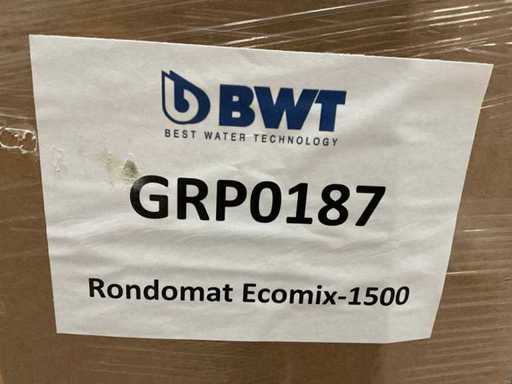 BWT
BEST WATER TECHNOLOGY
GRP0187
Rondomat Ecomix-1500